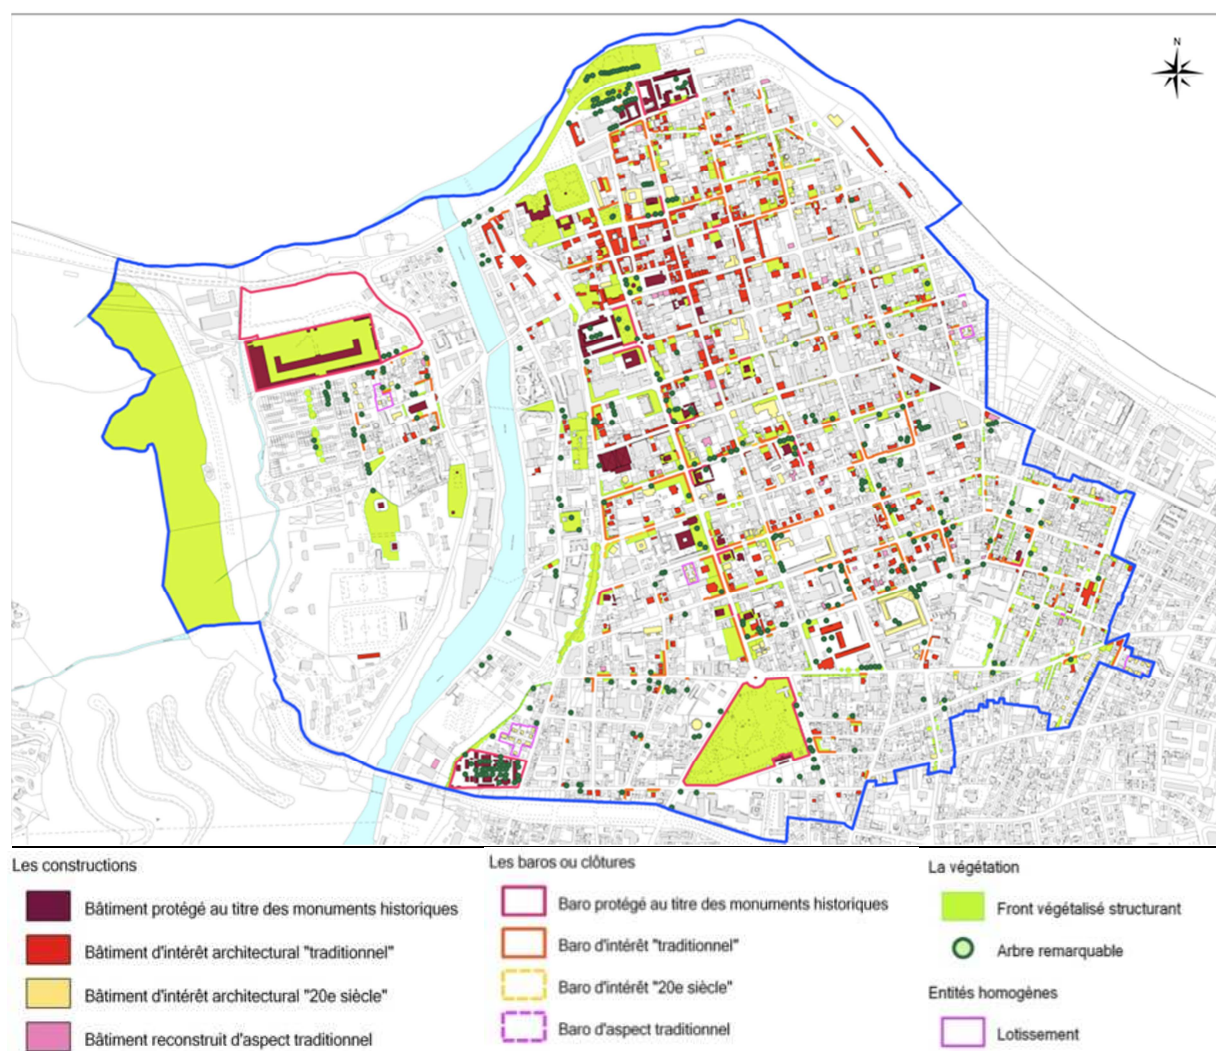 N
Les constructions
Bâtiment protégé au titre des monuments historiques
Bâtiment d'intérêt architectural "traditionnel"
Bâtiment d'intérêt architectural "20e siècle"
Bâtiment reconstruit d'aspect traditionnel
Les baros ou clôtures
Baro protégé au titre des monuments historiques
Baro d'intérêt "traditionnel"
Baro d'intérêt "20e siècle"
Baro d'aspect traditionnel
La végétation
Front végétalisé structurant
Arbre remarquable
Entités homogènes
Lotissement